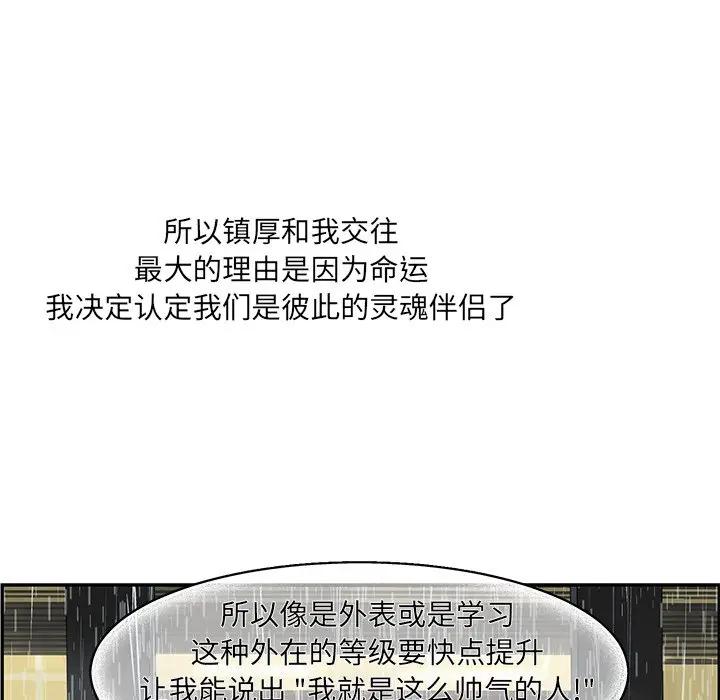 所以镇厚和我交往
最大的理由是因为命运
我决定认定我们是彼此的灵魂伴侣了
所以像是外表或是学习
这种外在的等级要快点提升
让我能说出 "我就是这么帅气的人!"